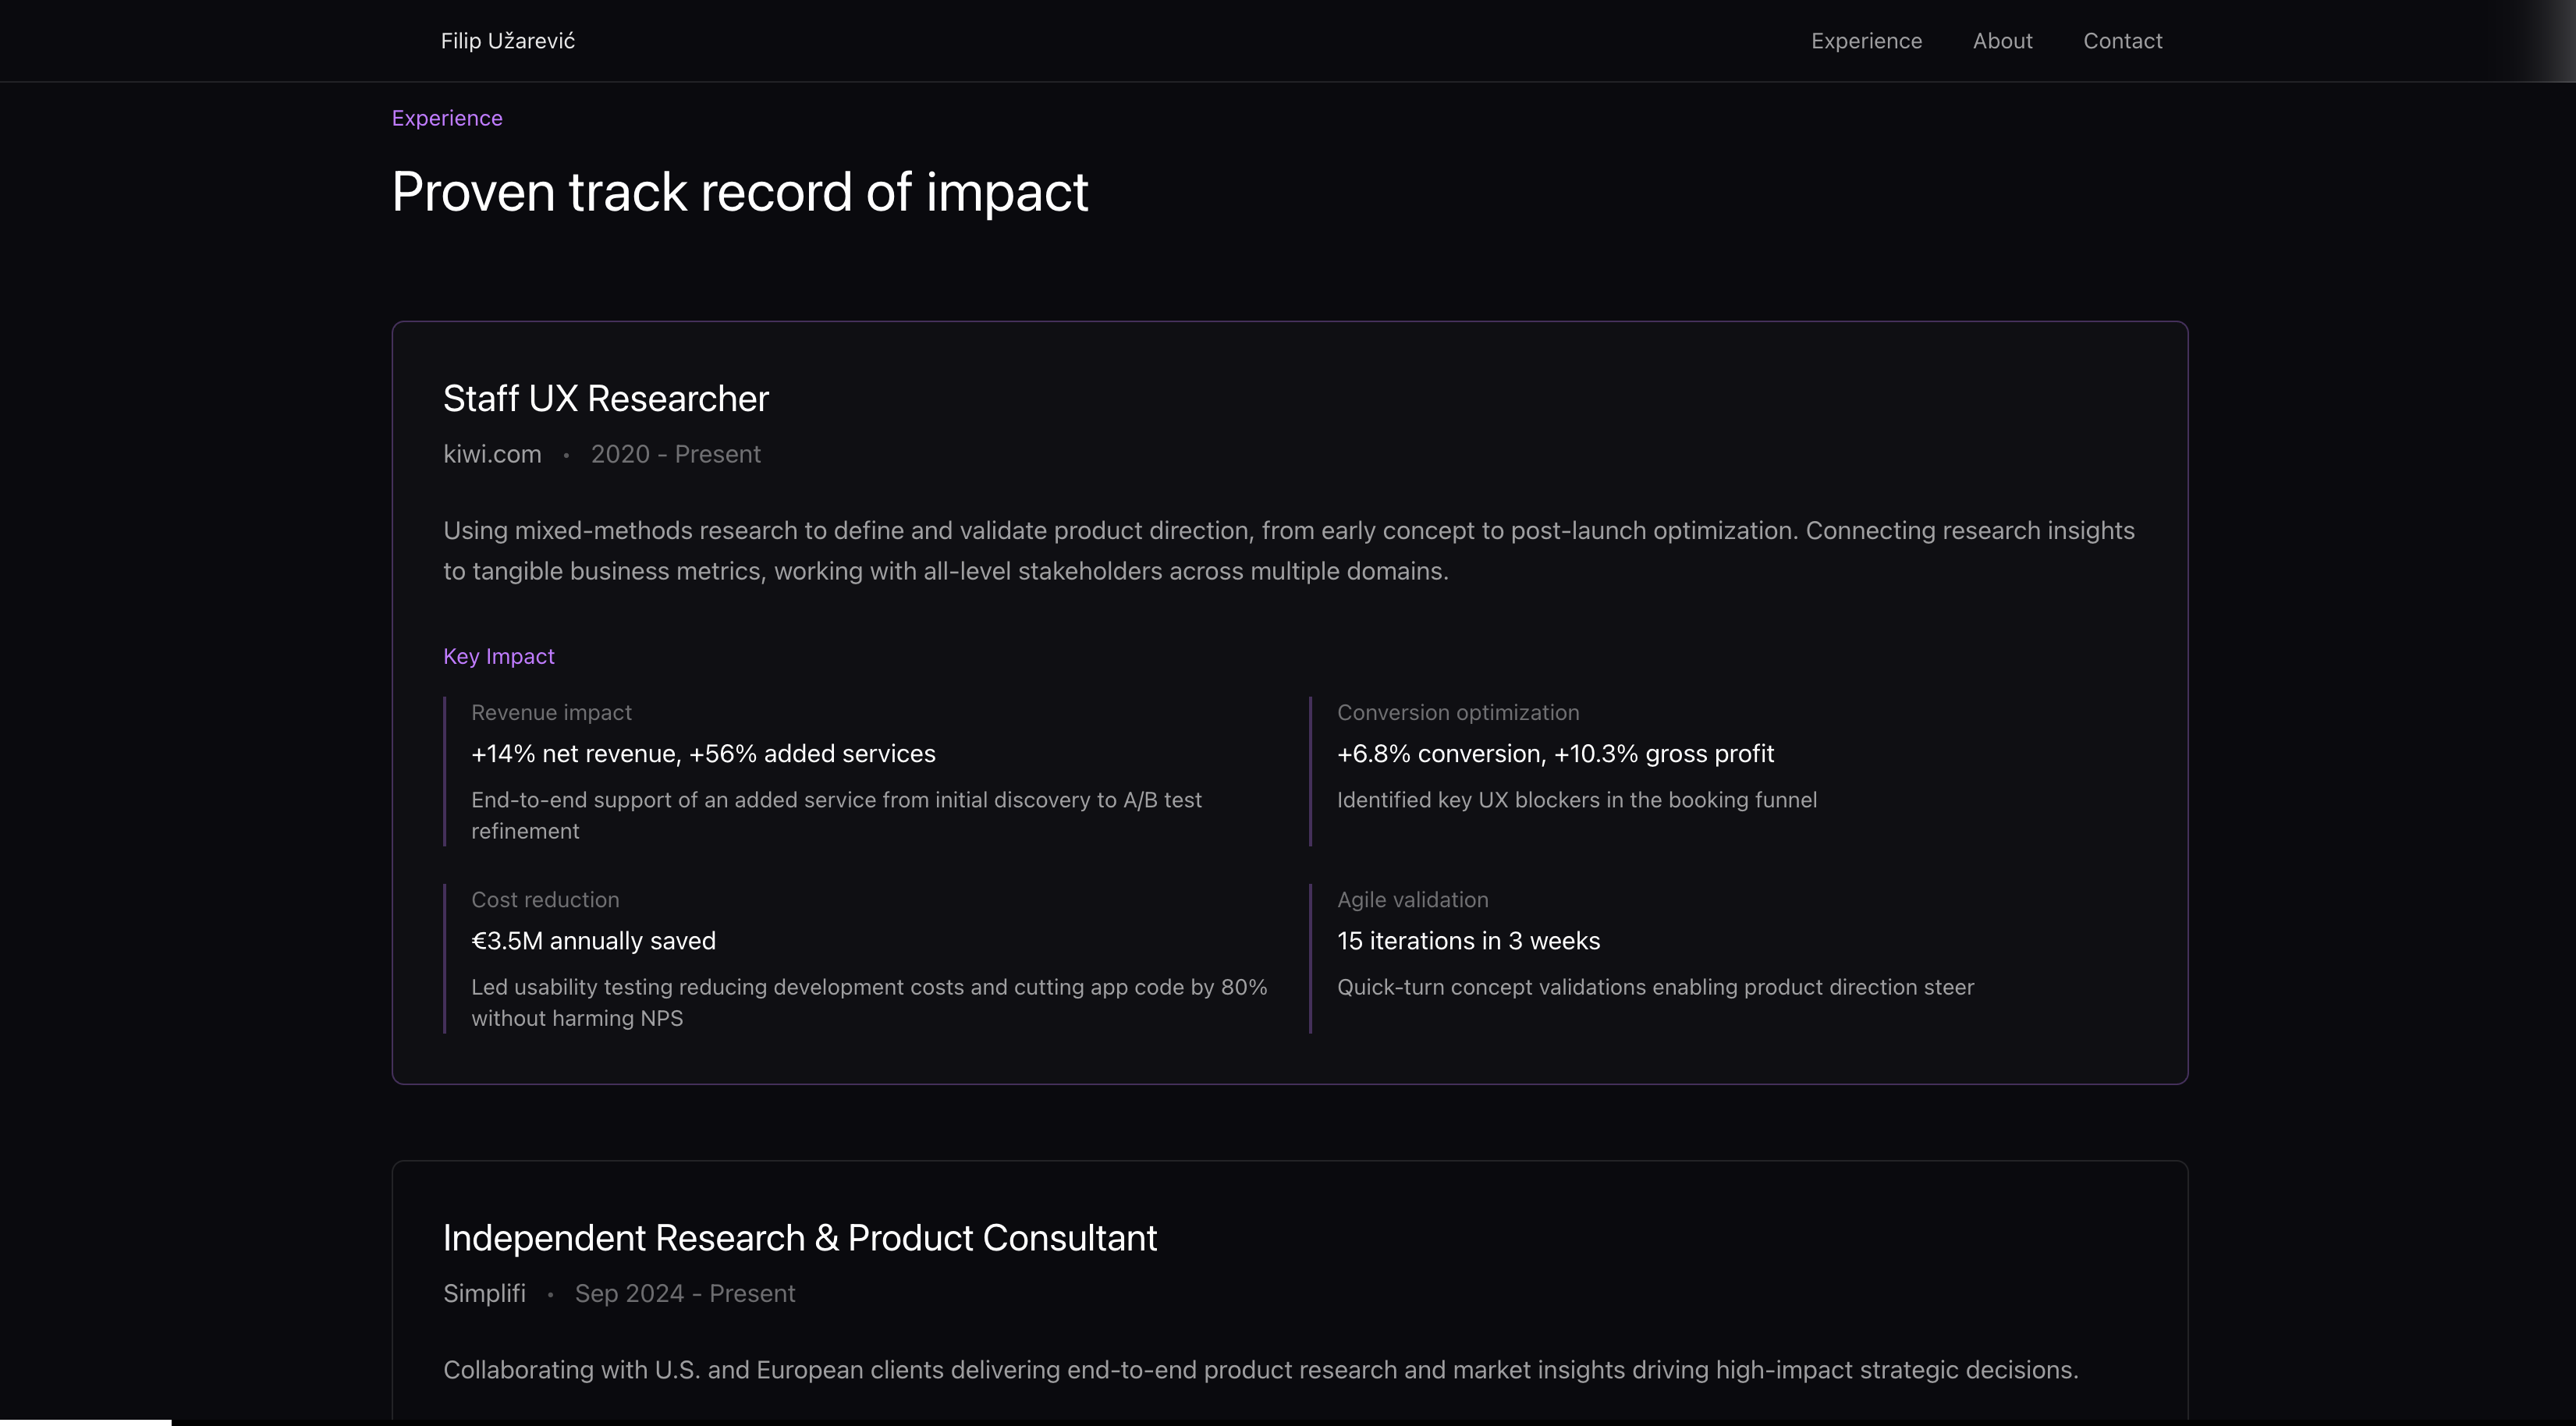 Filip Užarević
Experience
About
Contact
Experience
Proven track record of impact
Staff UX Researcher
kiwi.com • 2020 - Present
Using mixed-methods research to define and validate product direction, from early concept to post-launch optimization. Connecting research insights
to tangible business metrics, working with all-level stakeholders across multiple domains.
Key Impact
Revenue impact
+14% net revenue, +56% added services
End-to-end support of an added service from initial discovery to A/B test
refinement
Conversion optimization
+6.8% conversion, +10.3% gross profit
Identified key UX blockers in the booking funnel
Cost reduction
€3.5M annually saved
Led usability testing reducing development costs and cutting app code by 80%
without harming NPS
Agile validation
15 iterations in 3 weeks
Quick-turn concept validations enabling product direction steer
Independent Research & Product Consultant
Simplifi • Sep 2024 - Present
Collaborating with U.S. and European clients delivering end-to-end product research and market insights driving high-impact strategic decisions.